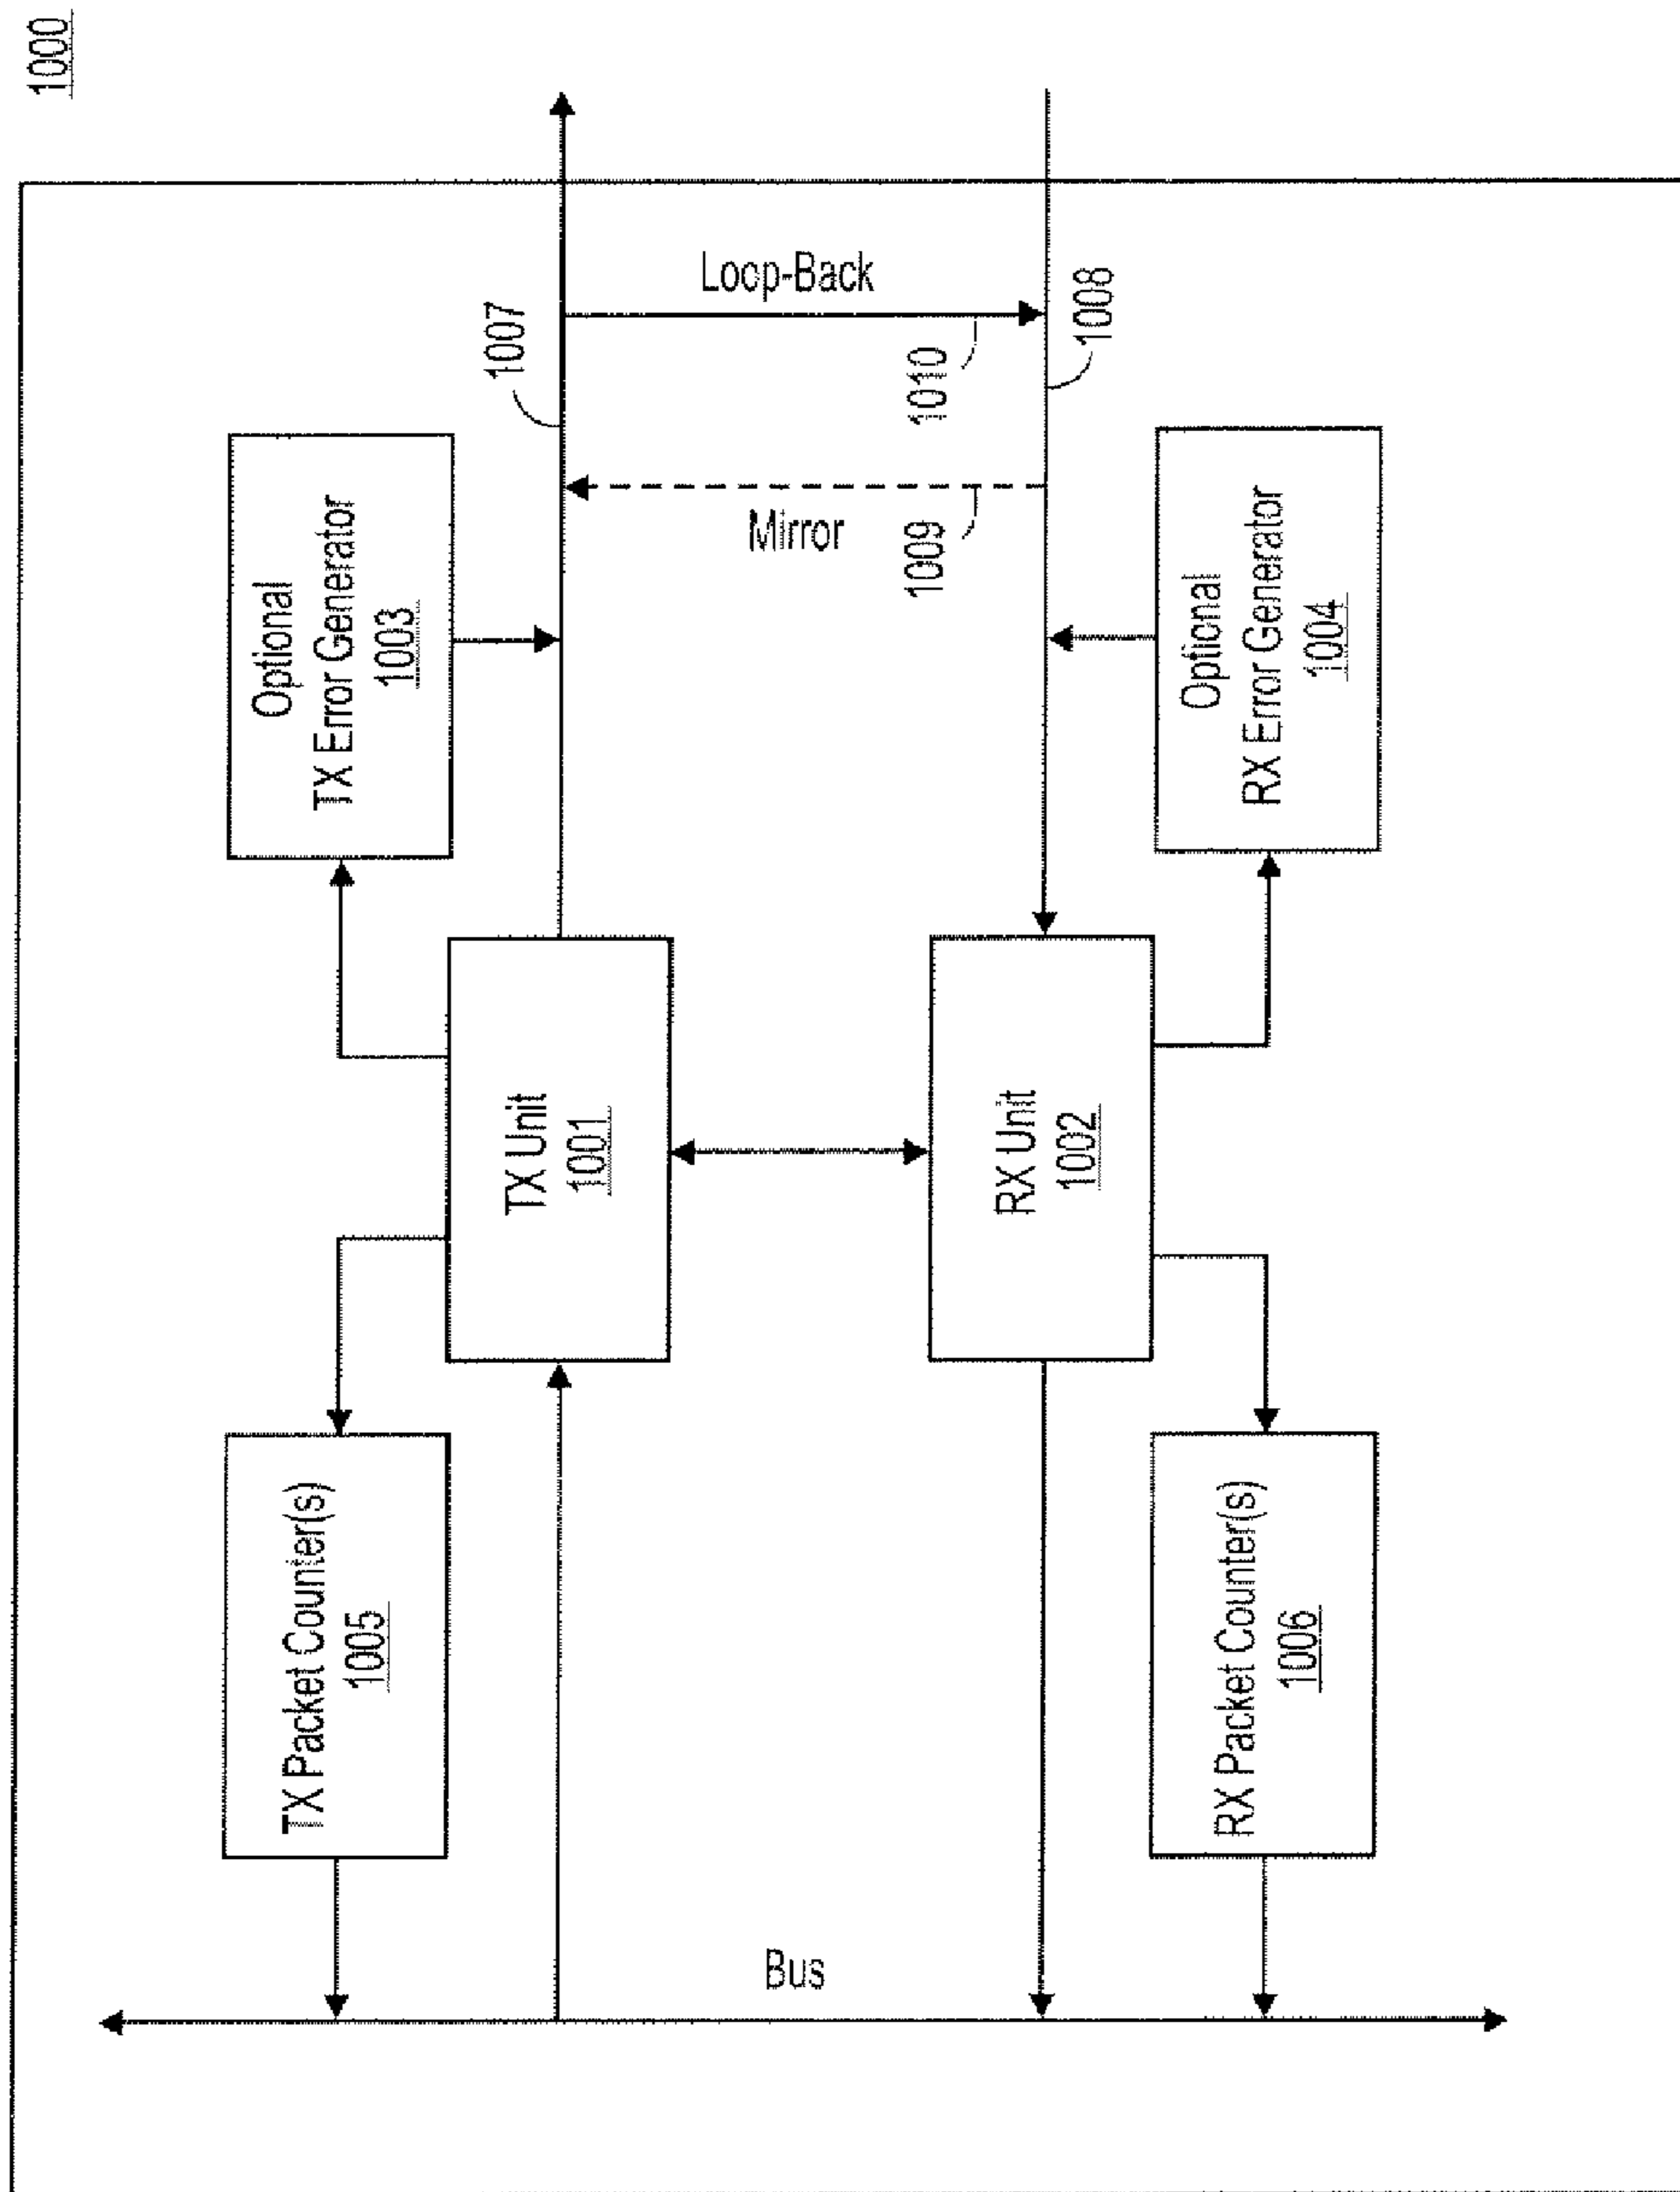 1000
TX Packet Counter(s)
1005
Optional
TX Error Generator
1003
TX Unit
1001
1007
Bus
Mirror
Loop-Back
1009
1010
RX Unit
1002
1008
RX Packet Counter(s)
1006
Optional
RX Error Generator
1004